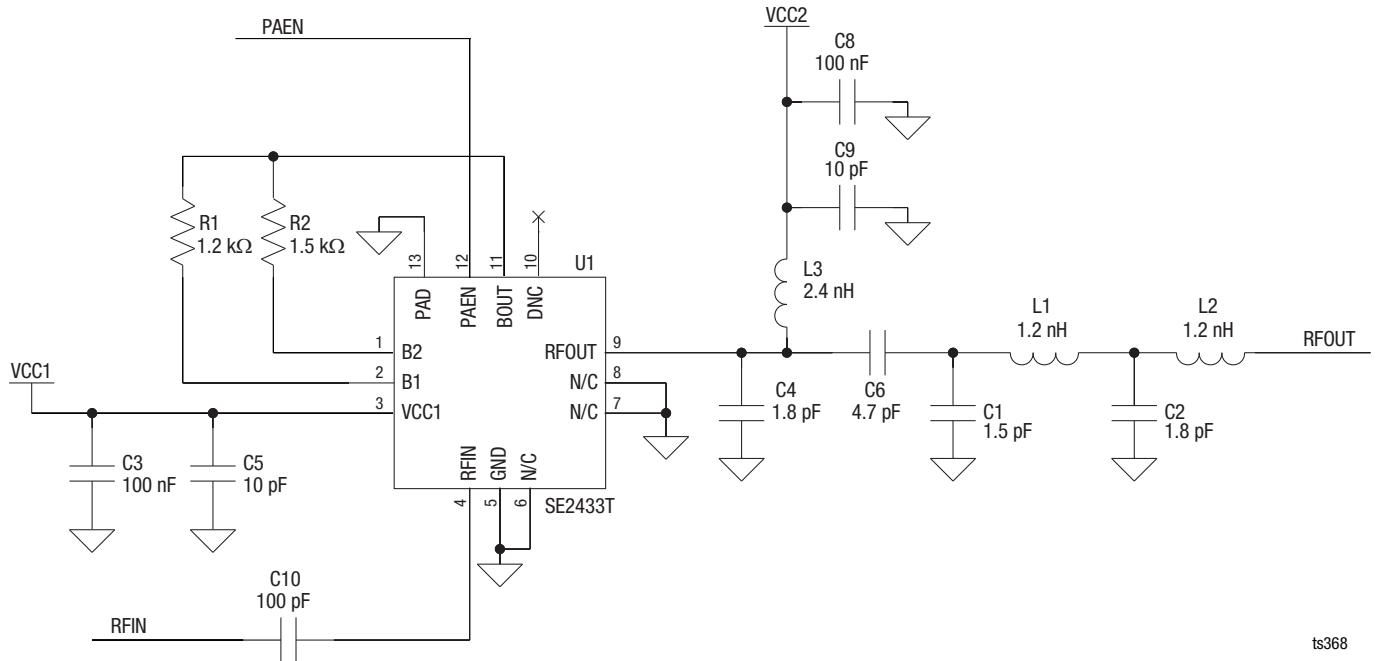 PAEN
VCC2
C8
100 nF
C9
10 pF
R1
1.2 kΩ
R2
1.5 kΩ
13
12
11
10
U1
PAD
PAEN
BOUT
DNC
L3
2.4 nH
L1
1.2 nH
L2
1.2 nH
RFOUT
1
B2
RFOUT
9
2
B1
N/C
8
VCC1
3
VCC1
N/C
7
C4
1.8 pF
C6
4.7 pF
C1
1.5 pF
C2
1.8 pF
C3
100 nF
C5
10 pF
RFIN
GND
N/C
4
5
6
SE2433T
C10
100 pF
RFIN
ts368